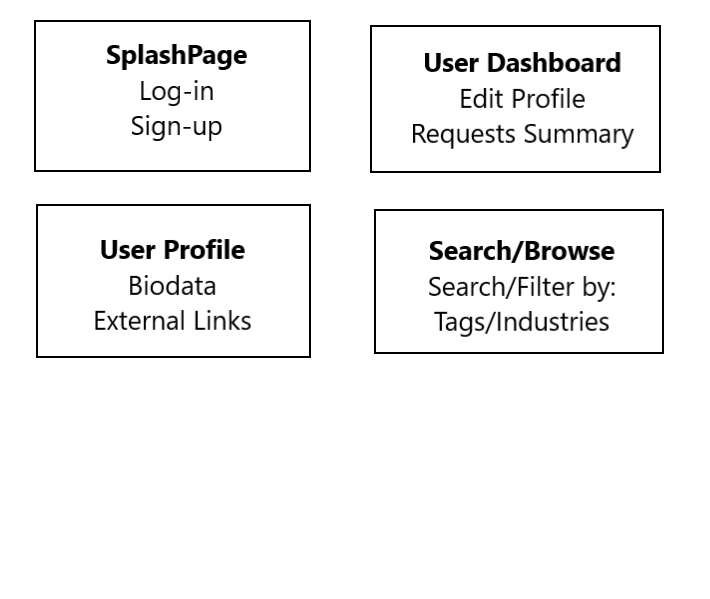 SplashPage
Log-in
Sign-up
User Dashboard
Edit Profile
Requests Summary
User Profile
Biodata
External Links
Search/Browse
Search/Filter by:
Tags/Industries